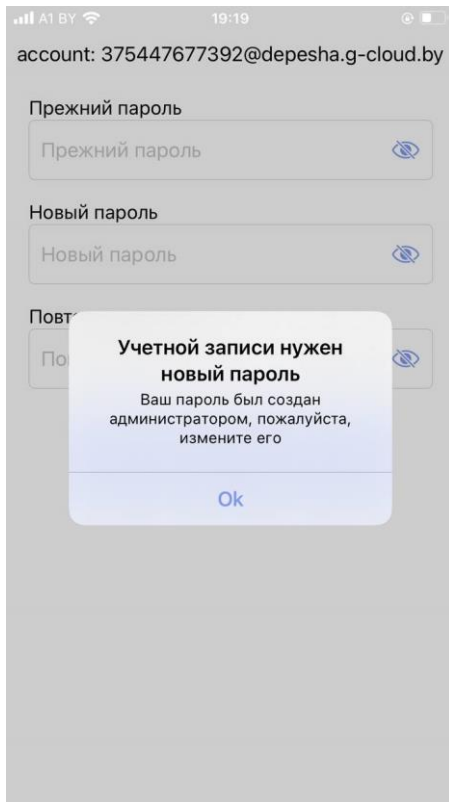 A1 BY 19:19
account: 375447677392@depesha.g-cloud.by
Прежний пароль
Прежний пароль
Новый пароль
Новый пароль
Учетной записи нужен
новый пароль
Ваш пароль был создан
администратором, пожалуйста,
измените его
Ok